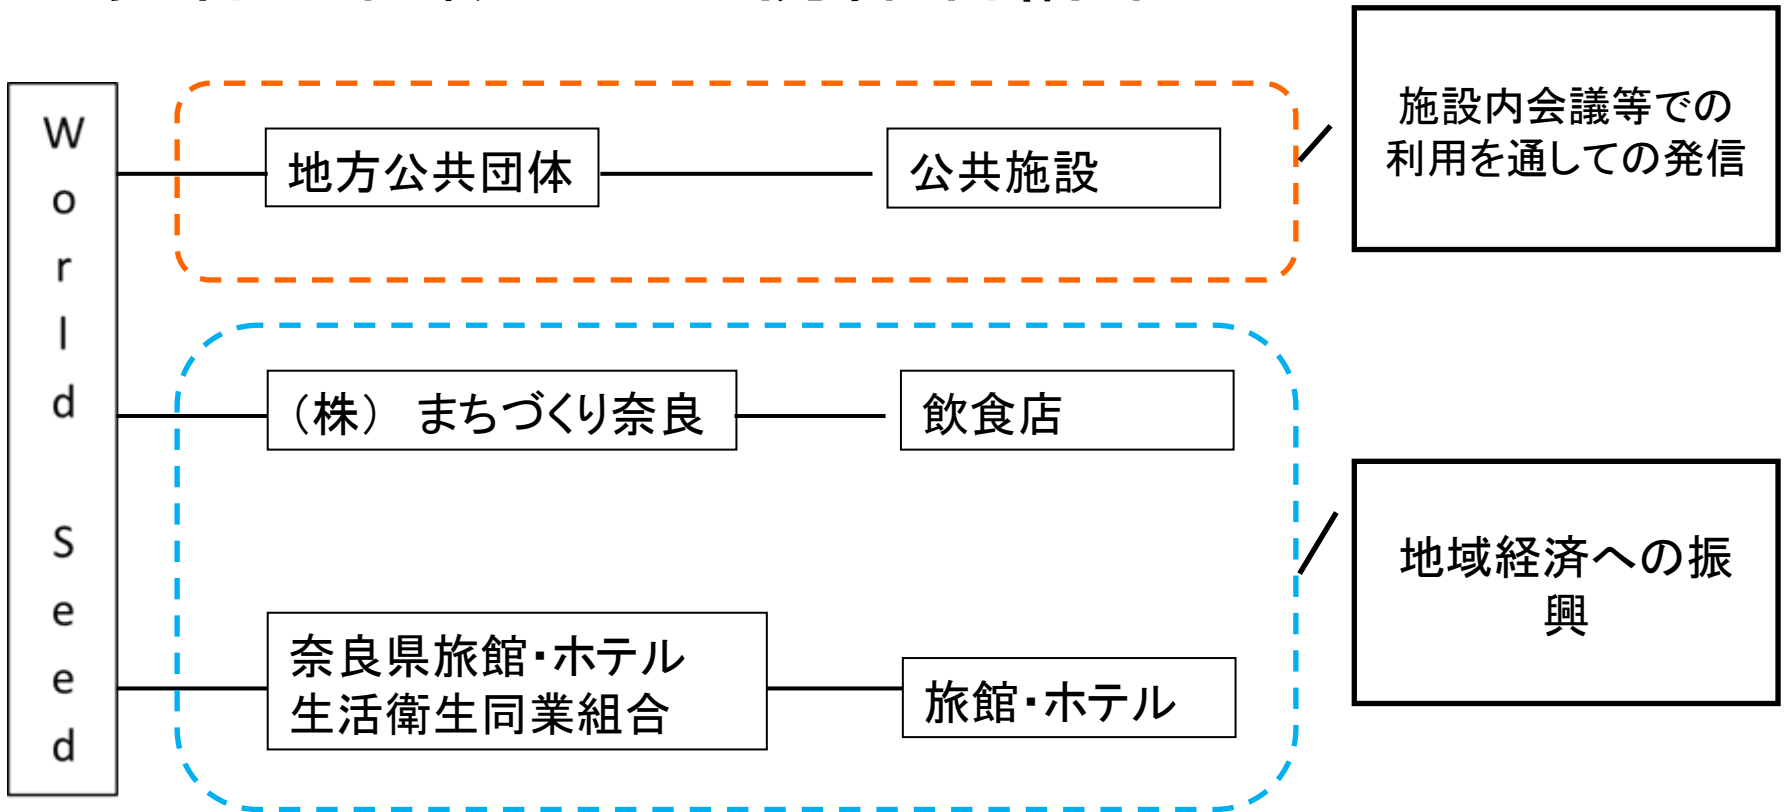 World Seed
地方公共団体
公共施設
施設内会議等での
利用を通しての発信
（株） まちづくり奈良
飲食店
奈良県旅館・ホテル
生活衛生同業組合
旅館・ホテル
地域経済への振
興